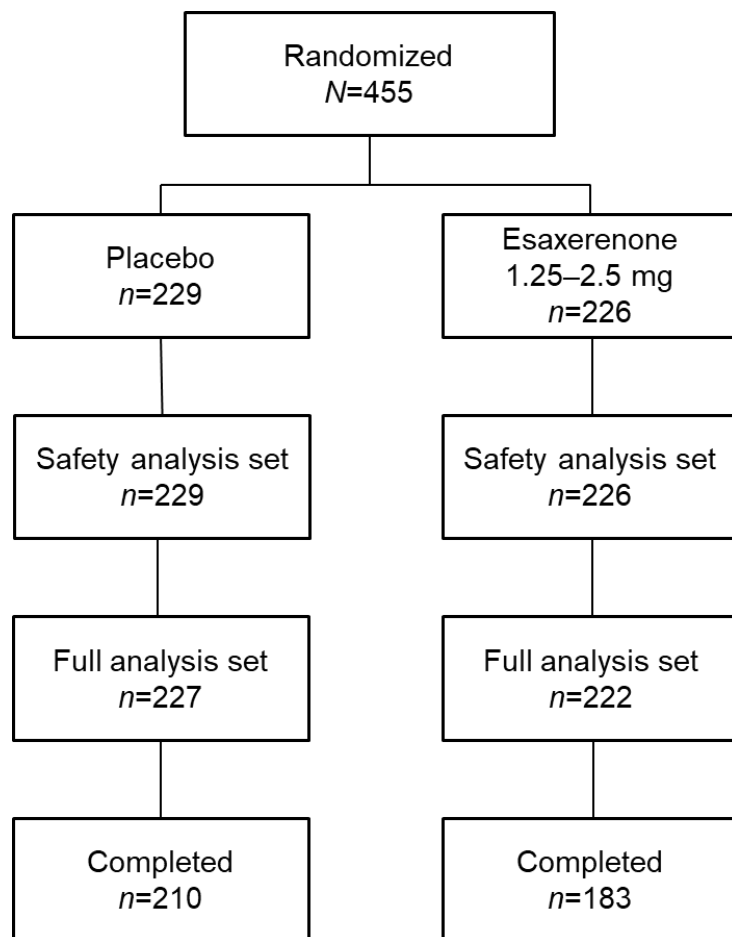 Randomized
N=455
Placebo
n=229
Esaxerenone
1.25–2.5 mg
n=226
Safety analysis set
n=229
Safety analysis set
n=226
Full analysis set
n=227
Full analysis set
n=222
Completed
n=210
Completed
n=183